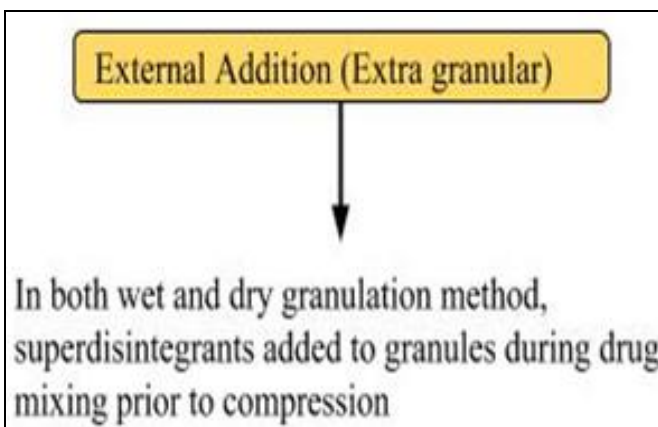 External Addition (Extra granular)
In both wet and dry granulation method,
superdisintegrants added to granules during drug
mixing prior to compression